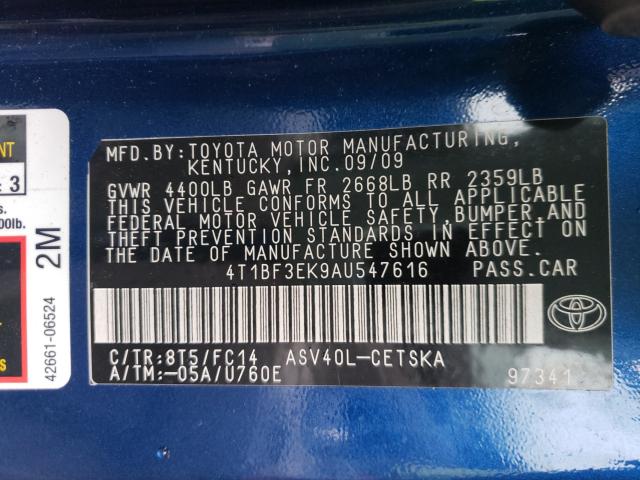 MFD.BY:TOYOTA MOTOR MANUFACTURING,
KENTUCKY,INC.09/09
GVWR 4400LB GAWR FR 2668LB RR 2359LB
THIS VEHICLE CONFORMS TO ALL APPLICABLE
FEDERAL MOTOR VEHICLE SAFETY,BUMPER,AND
THEFT PREVENTION STANDARDS IN EFFECT ON
THE DATE OF MANUFACTURE SHOWN ABOVE.
4T1BF3EK9AU547616 PASS.CAR
C/TR:8T5/FC14 ASV40L-CETSKA
A/TM:-05A/U760E
97341
TOYOTA
3
2M
42661-06524